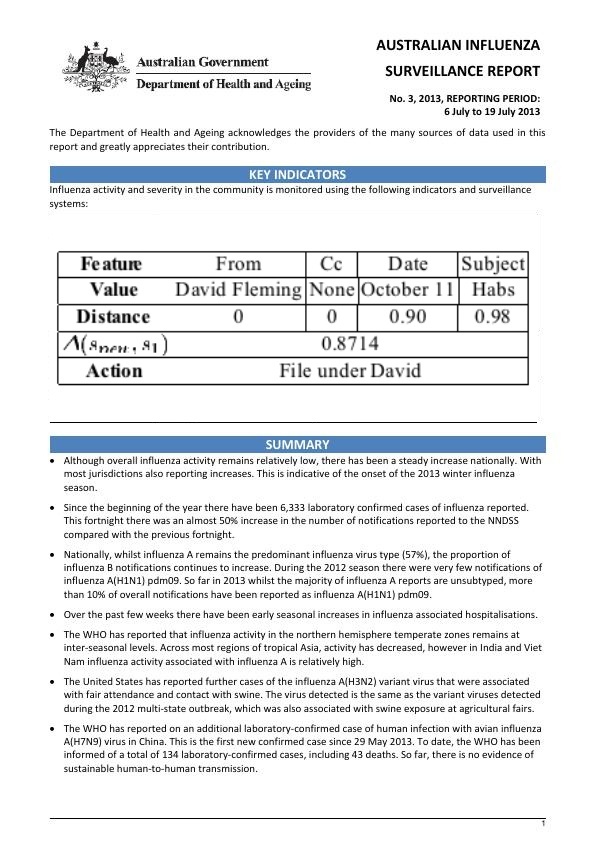 Australian Government
Department of Health and Ageing
AUSTRALIAN INFLUENZA
SURVEILLANCE REPORT
No. 3, 2013, REPORTING PERIOD:
6 July to 19 July 2013
The Department of Health and Ageing acknowledges the providers of the many sources of data used in this
report and greatly appreciates their contribution.
KEY INDICATORS
Influenza activity and severity in the community is monitored using the following indicators and surveillance
systems:
Feature From Cc Date Subject
Value David Fleming None October 11 Habs
Distance 0 0 0.90 0.98
0.8714
Action File under David
SUMMARY
• Although overall influenza activity remains relatively low, there has been a steady increase nationally. With
most jurisdictions also reporting increases. This is indicative of the onset of the 2013 winter influenza
season.
• Since the beginning of the year there have been 6,333 laboratory confirmed cases of influenza reported.
This fortnight there was an almost 50% increase in the number of notifications reported to the NNDSS
compared with the previous fortnight.
• Nationally, whilst influenza A remains the predominant influenza virus type (57%), the proportion of
influenza B notifications continues to increase. During the 2012 season there were very few notifications of
influenza A(H1N1) pdm09. So far in 2013 whilst the majority of influenza A reports are unsubtyped, more
than 10% of overall notifications have been reported as influenza A(H1N1) pdm09.
• Over the past few weeks there have been early seasonal increases in influenza associated hospitalisations.
• The WHO has reported that influenza activity in the northern hemisphere temperate zones remains at
inter-seasonal levels. Across most regions of tropical Asia, activity has decreased, however in India and Viet
Nam influenza activity associated with influenza A is relatively high.
• The United States has reported further cases of the influenza A(H3N2) variant virus that were associated
with fair attendance and contact with swine. The virus detected is the same as the variant viruses detected
during the 2012 multi-state outbreak, which was also associated with swine exposure at agricultural fairs.
• The WHO has reported on an additional laboratory-confirmed case of human infection with avian influenza
A(H7N9) virus in China. This is the first new confirmed case since 29 May 2013. To date, the WHO has been
informed of a total of 134 laboratory-confirmed cases, including 43 deaths. So far, there is no evidence of
sustainable human-to-human transmission.
1